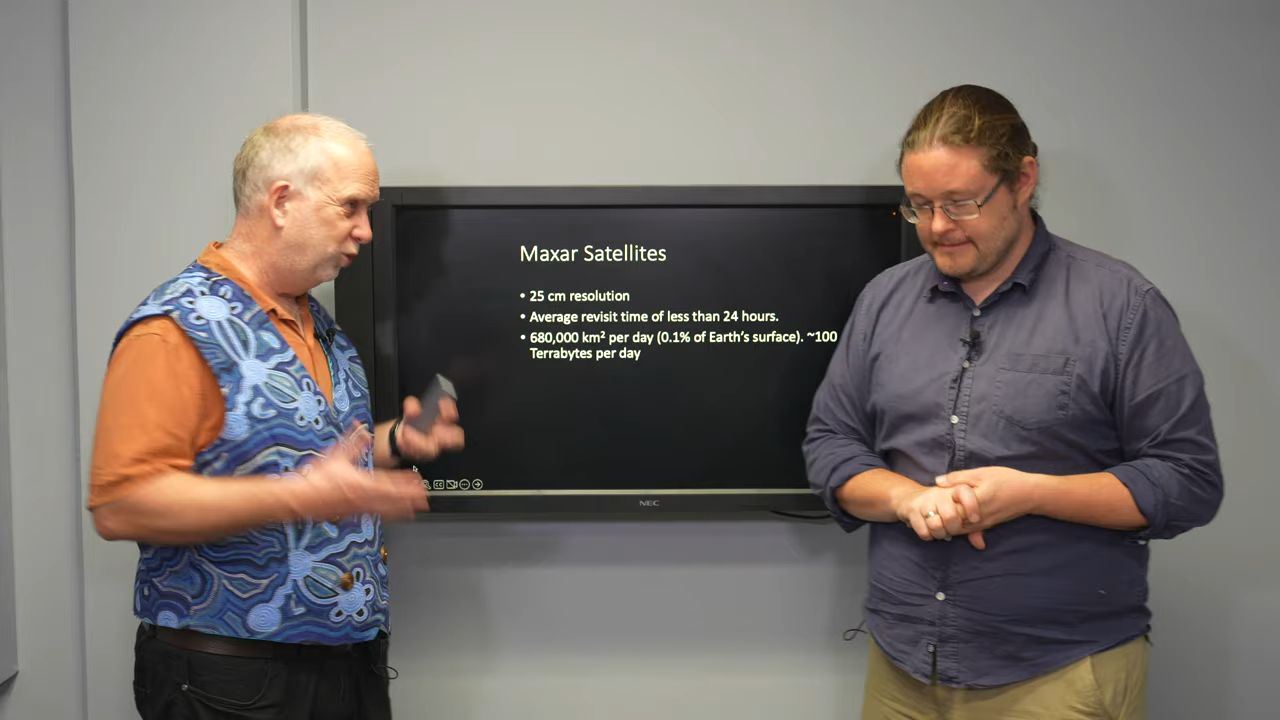 Maxar Satellites
• 25 cm resolution
• Average revisit time of less than 24 hours.
• 680,000 km² per day (0.1% of Earth's surface). ~100
Terrabytes per day
NEC